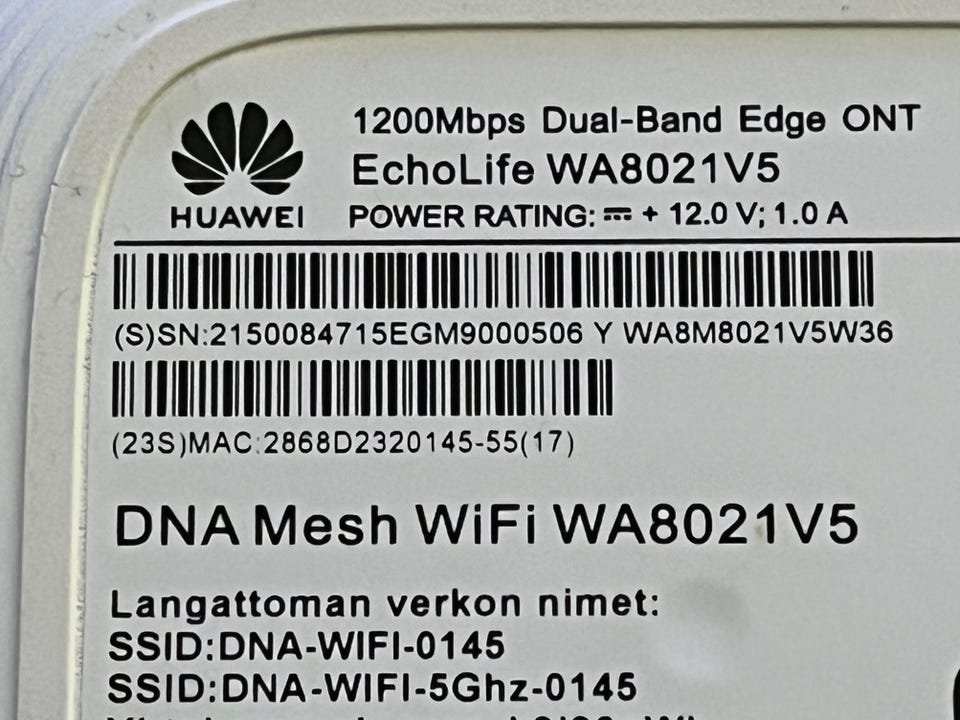 1200Mbps Dual-Band Edge ONT
EchoLife WA8021V5
HUAWEI
POWER RATING: ⎓ + 12.0 V; 1.0 A
(S)SN:2150084715EGM9000506 Y WA8M8021V5W36
(23S)MAC:2868D2320145-55(17)
DNA Mesh WiFi WA8021V5
Langattoman verkon nimet:
SSID:DNA-WIFI-0145
SSID:DNA-WIFI-5Ghz-0145